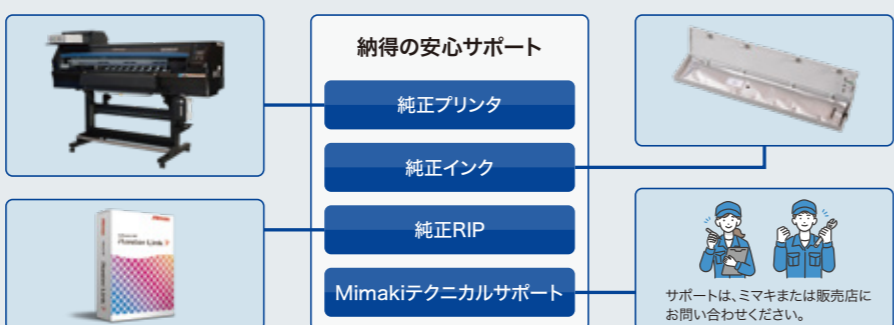 納得の安心サポート
純正プリンタ
純正インク
純正RIP
Mimakiテクニカルサポート
サポートは、ミマキまたは販売店に
お問い合わせください。